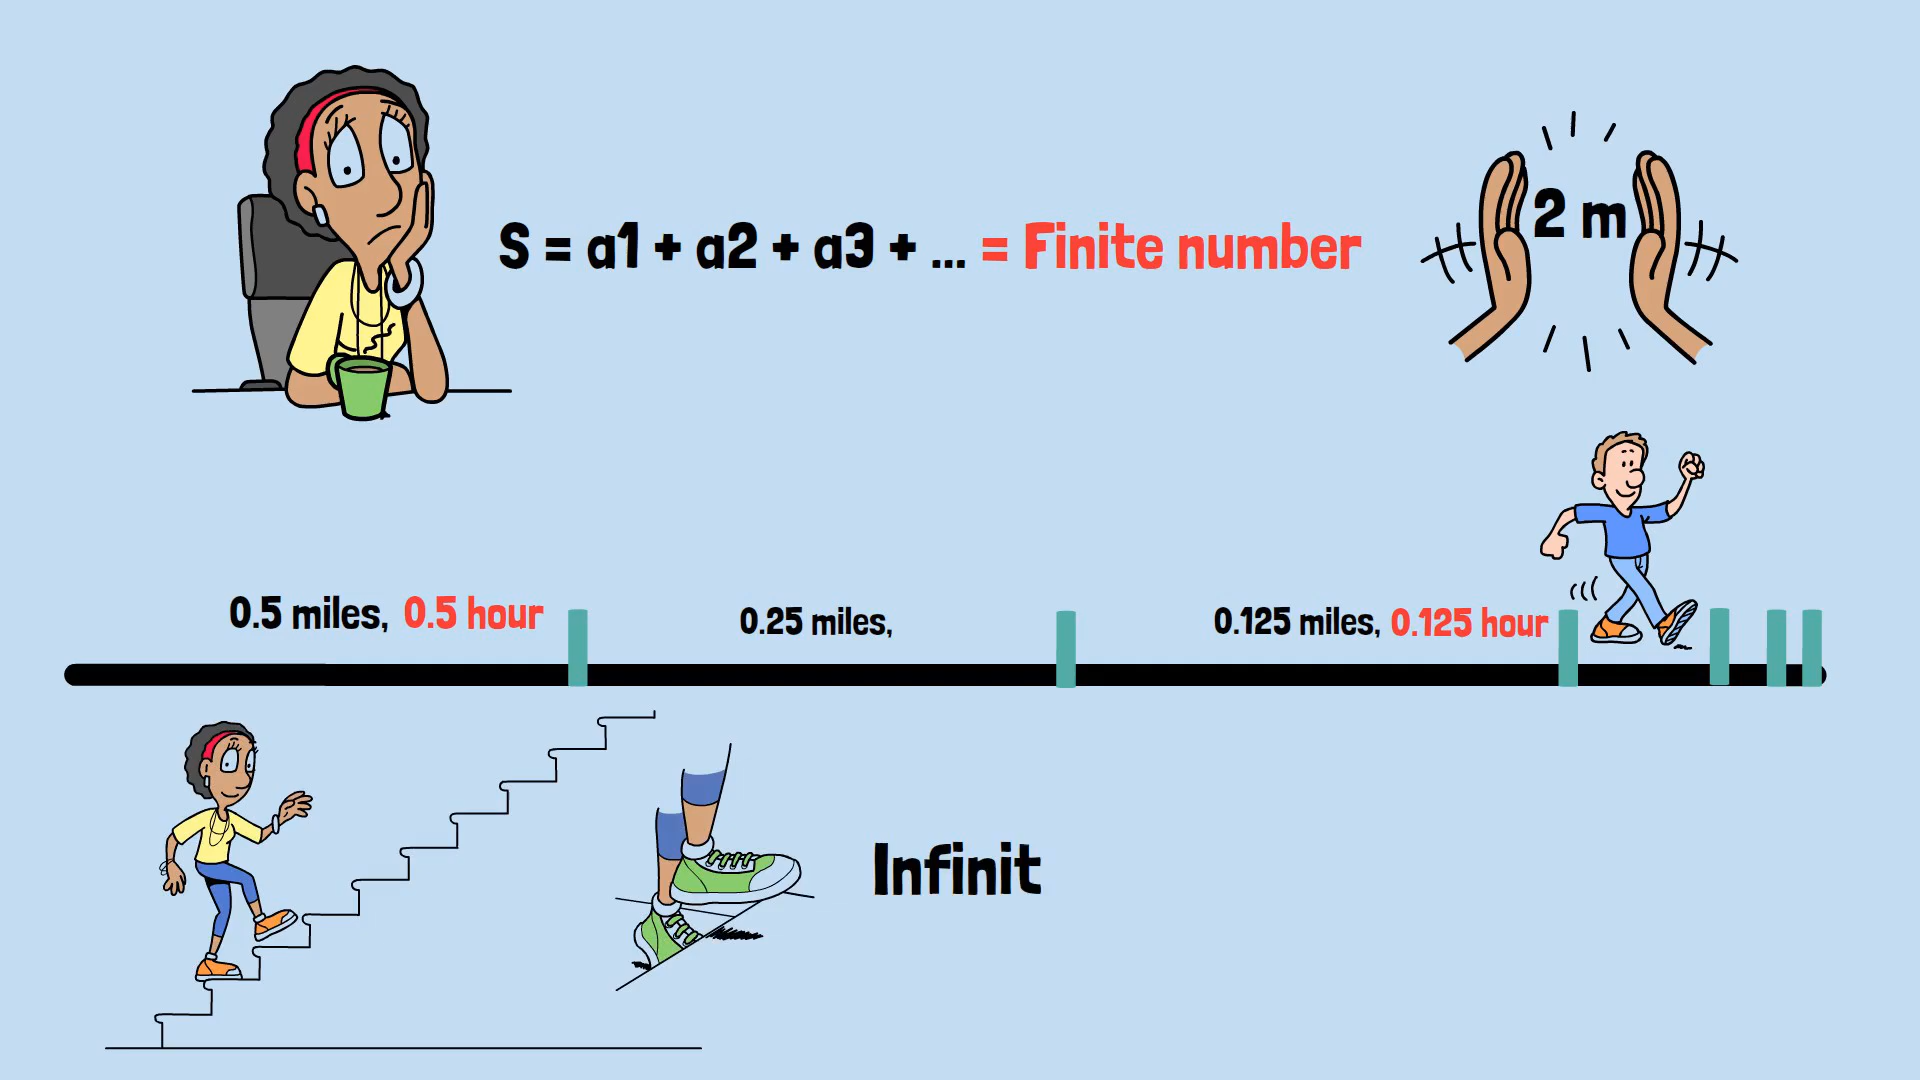 S = a1 + a2 + a3 + ... = Finite number
2 m
0.5 miles, 0.5 hour
0.25 miles,
0.125 miles, 0.125 hour
Infinit